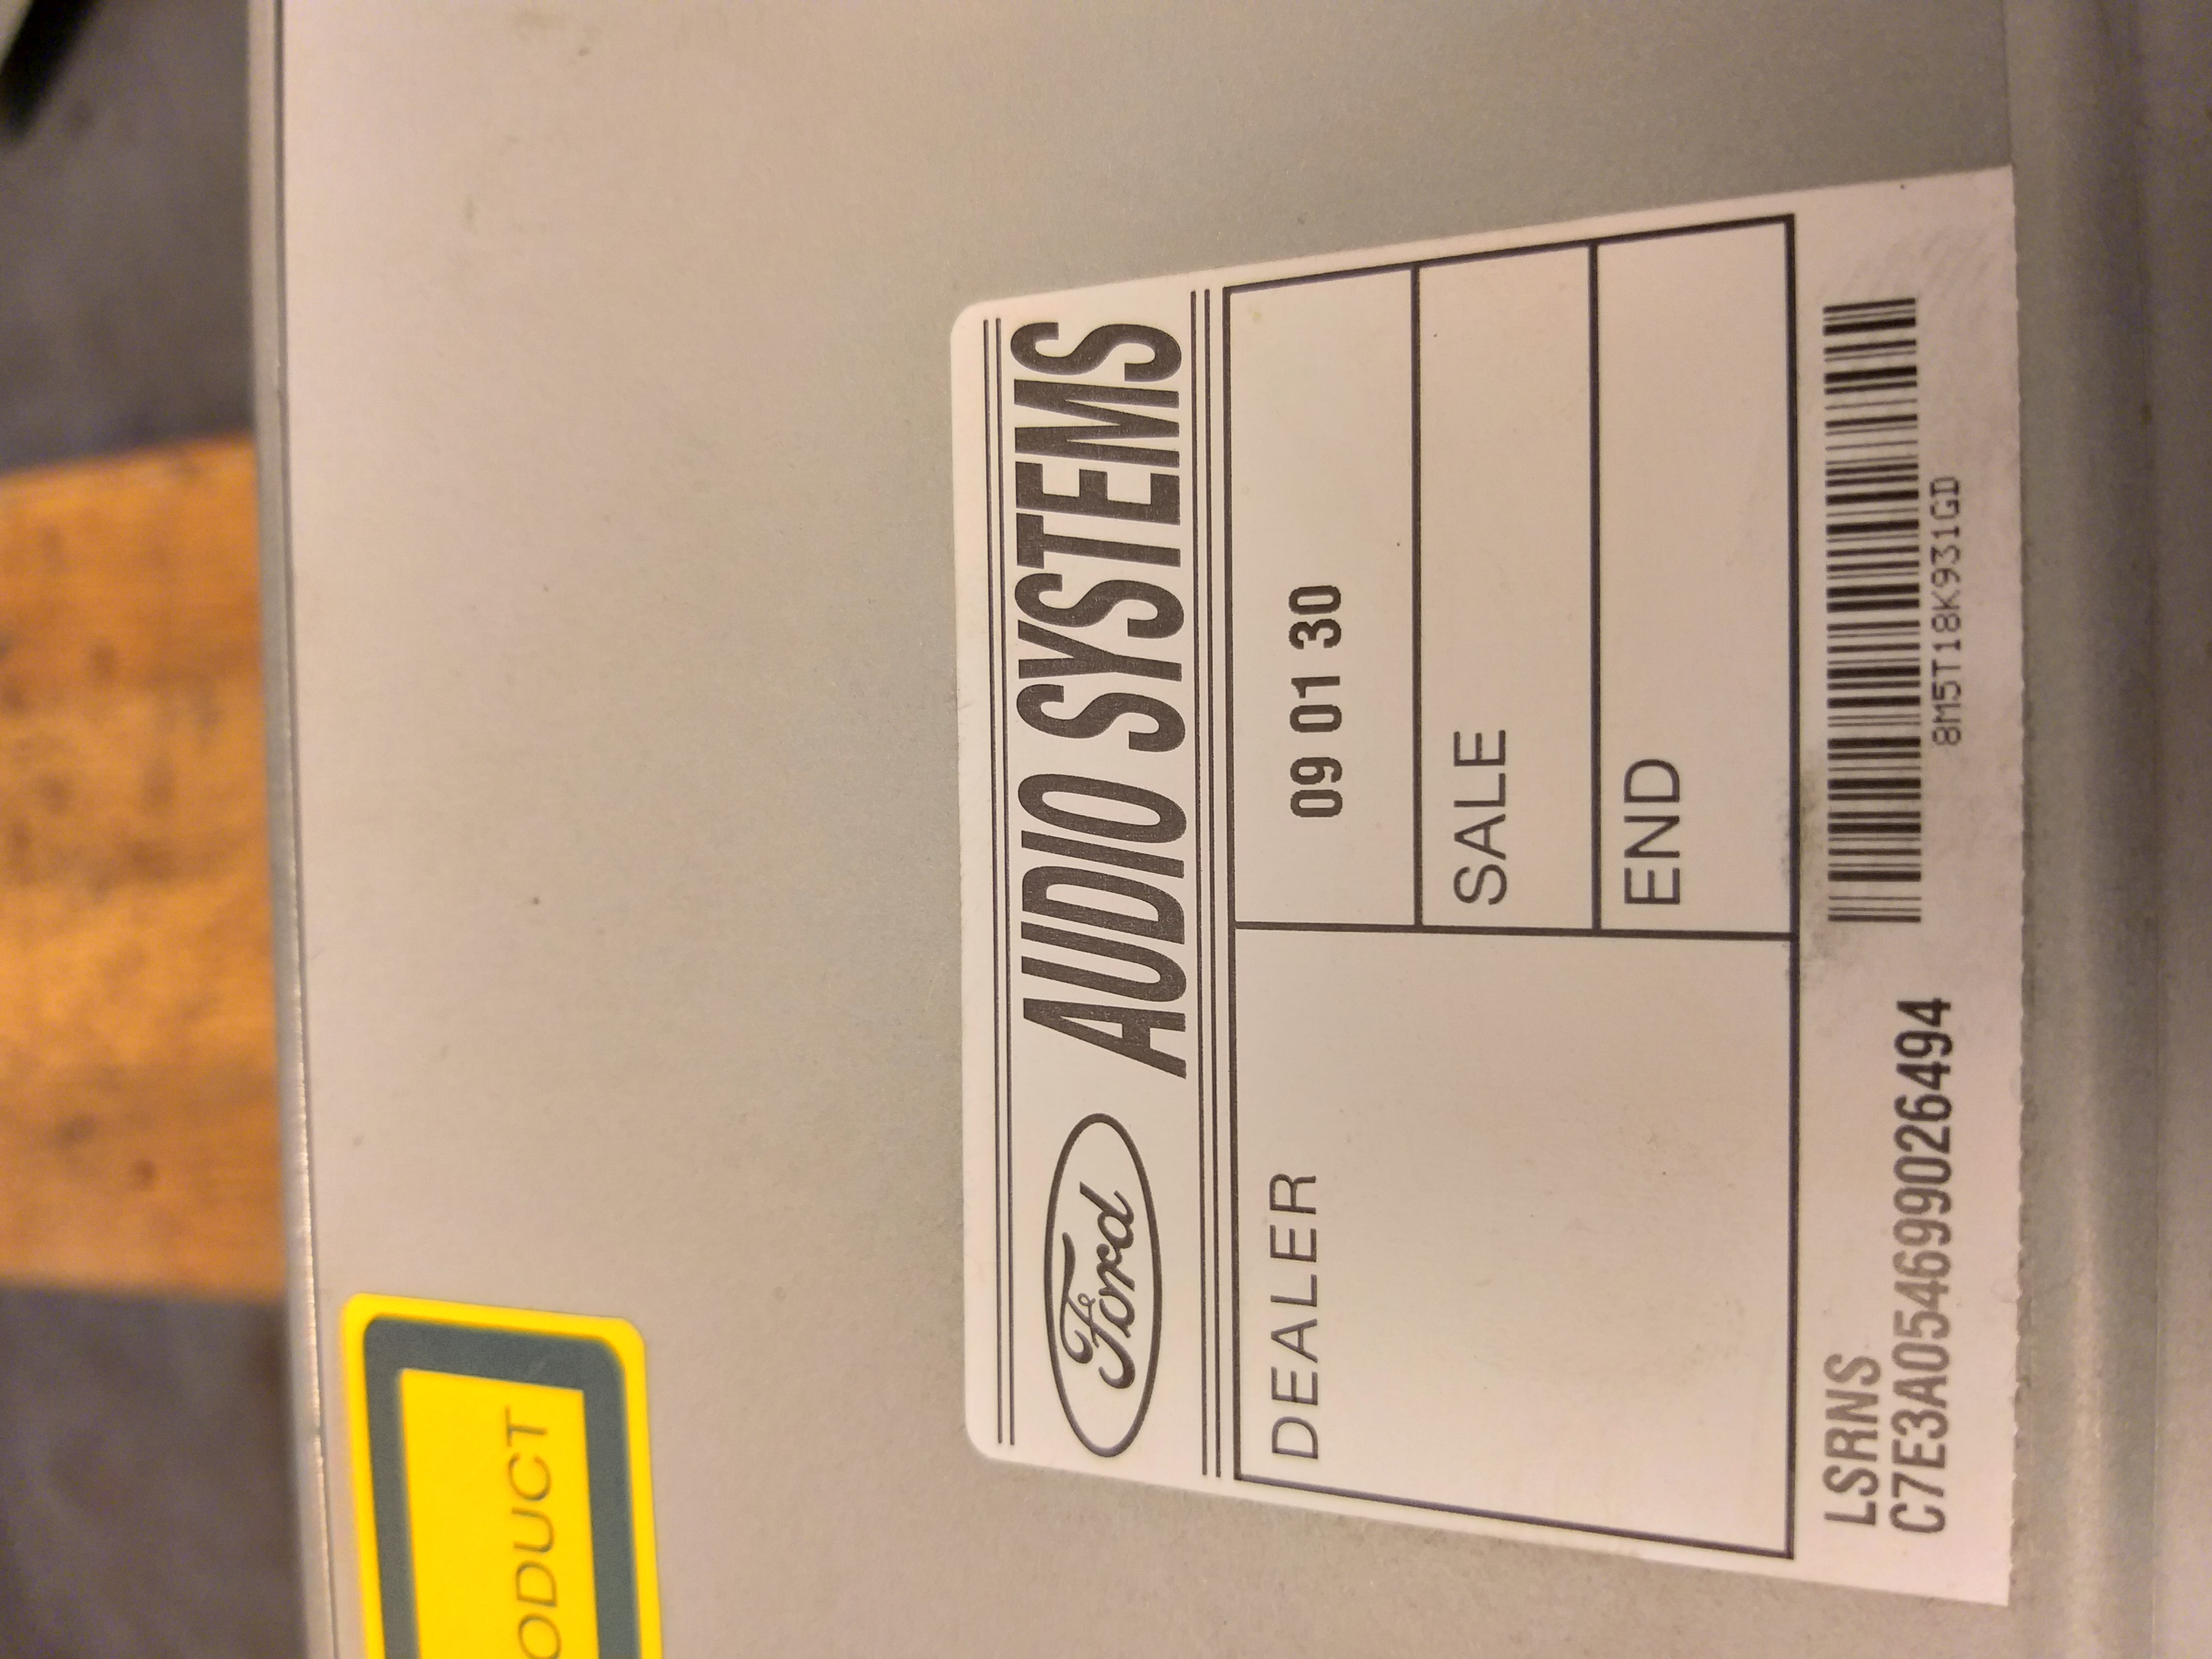 Ford AUDIO SYSTEMS
DEALER
09 01 30
SALE
END
LSRNS
C7E3A054699026494
8M5T18K931GD
ODUCT